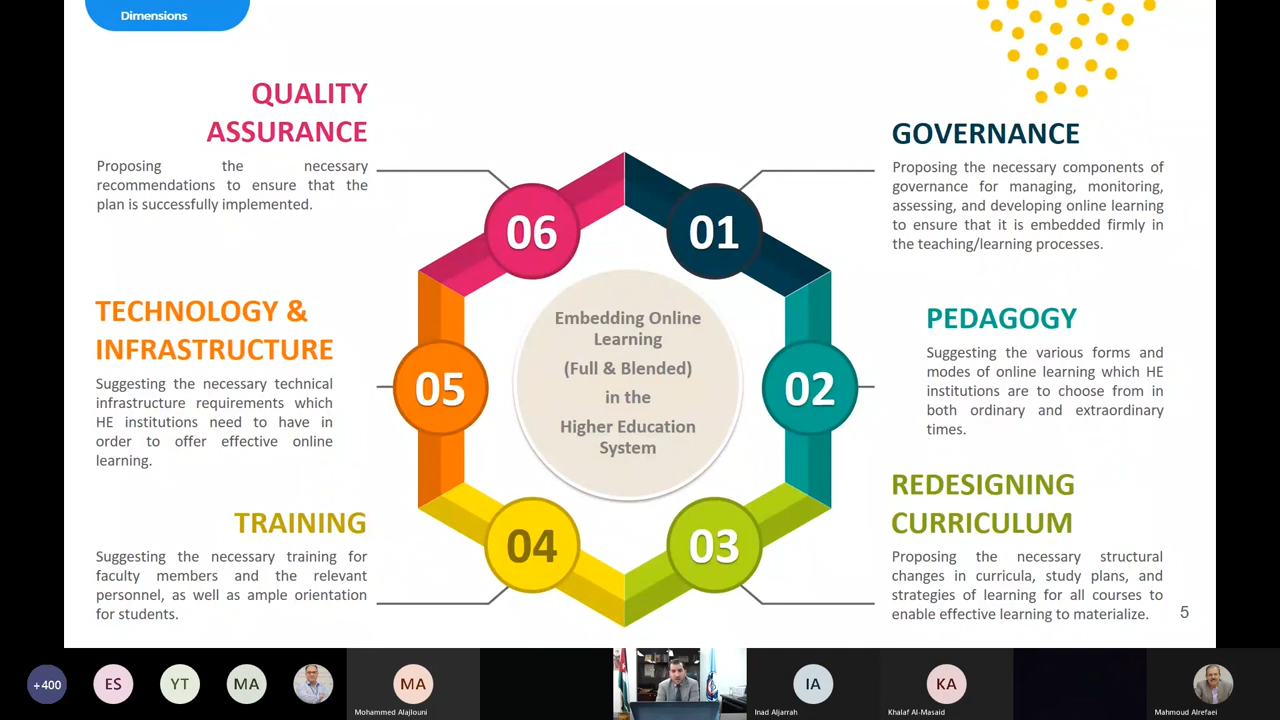 Dimensions
QUALITY
ASSURANCE
Proposing the necessary
recommendations to ensure that the
plan is successfully implemented.
GOVERNANCE
Proposing the necessary components of
governance for managing, monitoring,
assessing, and developing online learning
to ensure that it is embedded firmly in
the teaching/learning processes.
06
01
TECHNOLOGY &
INFRASTRUCTURE
Suggesting the necessary technical
infrastructure requirements which
HE institutions need to have in
order to offer effective online
learning.
05
Embedding Online
Learning
(Full & Blended)
in the
Higher Education
System
02
PEDAGOGY
Suggesting the various forms and
modes of online learning which HE
institutions are to choose from in
both ordinary and extraordinary
times.
TRAINING
Suggesting the necessary training for
faculty members and the relevant
personnel, as well as ample orientation
for students.
04
03
REDESIGNING
CURRICULUM
Proposing the necessary structural
changes in curricula, study plans, and
strategies of learning for all courses to
enable effective learning to materialize.
5
+400
ES
YT
MA
MA
Mohammed Alajlouni
IA
Inad Aljarrah
KA
Khalaf Al-Masaid
Mahmoud Alrefaei